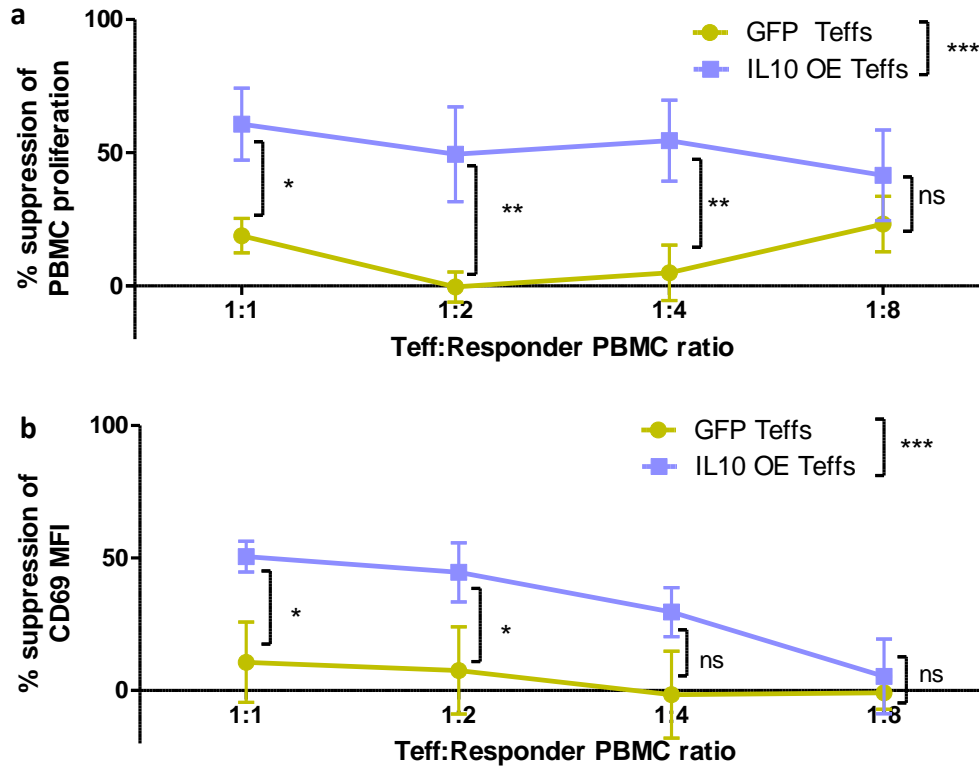 a
100
GFP Teffs
IL10 OE Teffs
***
% suppression of
PBMC proliferation
50
0
*
**
**
ns
1:1
1:2
1:4
1:8
Teff:Responder PBMC ratio
b
100
GFP Teffs
IL10 OE Teffs
***
% suppression of
CD69 MFI
50
0
*
*
ns
ns
1:1
1:2
1:4
1:8
Teff:Responder PBMC ratio